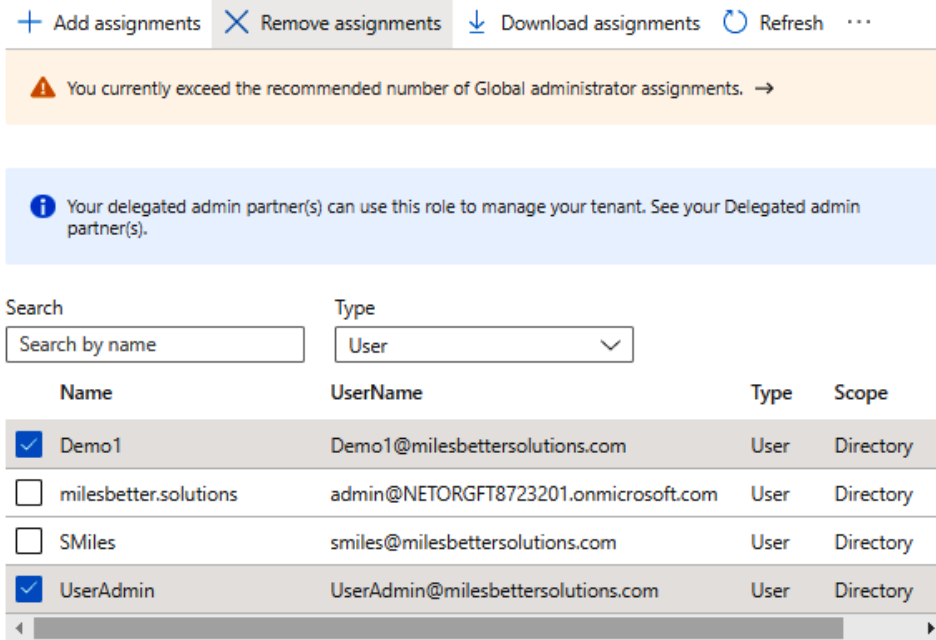 Add assignments Remove assignments Download assignments Refresh ...
You currently exceed the recommended number of Global administrator assignments. →
Your delegated admin partner(s) can use this role to manage your tenant. See your Delegated admin
partner(s).
Search Type
Search by name User
Name UserName Type Scope
Demo1 Demo1@milesbettersolutions.com User Directory
milesbetter.solutions admin@NETORGFT8723201.onmicrosoft.com User Directory
SMiles smiles@milesbettersolutions.com User Directory
UserAdmin UserAdmin@milesbettersolutions.com User Directory